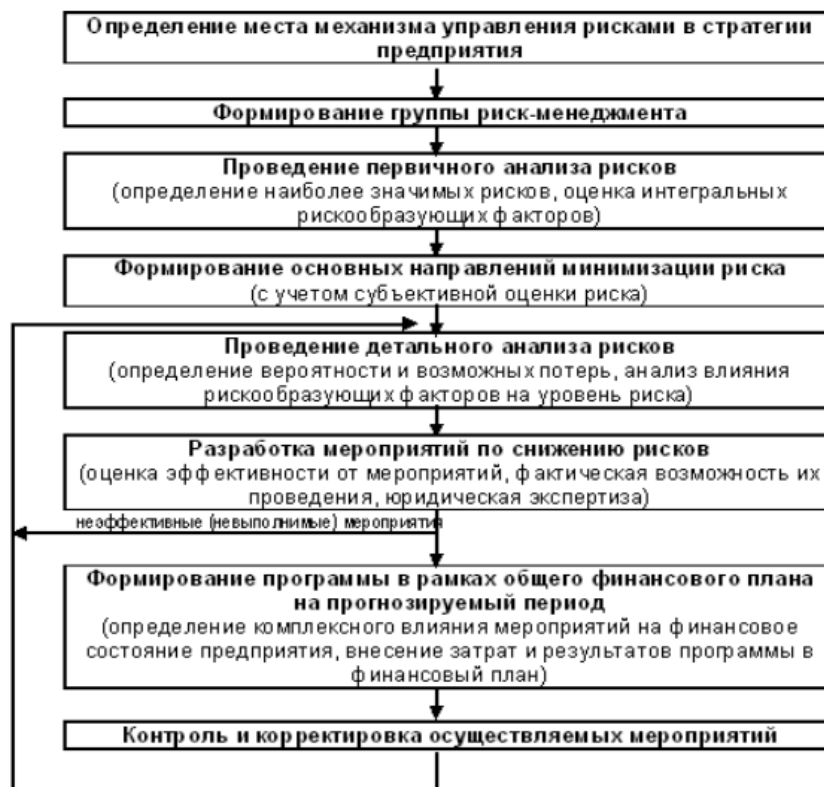 Определение места механизма управления рисками в стратегии
предприятия
Формирование группы риск-менеджмента
Проведение первичного анализа рисков
(определение наиболее значимых рисков, оценка интегральных
рискообразующих факторов)
Формирование основных направлений минимизации риска
(с учетом субъективной оценки риска)
Проведение детального анализа рисков
(определение вероятности и возможных потерь, анализ влияния
рискообразующих факторов на уровень риска)
Разработка мероприятий по снижению рисков
(оценка эффективности от мероприятий, фактическая возможность их
проведения, юридическая экспертиза)
неэффективные (невыполнимые) мероприятия
Формирование программы в рамках общего финансового плана
на прогнозируемый период
(определение комплексного влияния мероприятий на финансовое
состояние предприятия, внесение затрат и результатов программы в
финансовый план)
Контроль и корректировка осуществляемых мероприятий